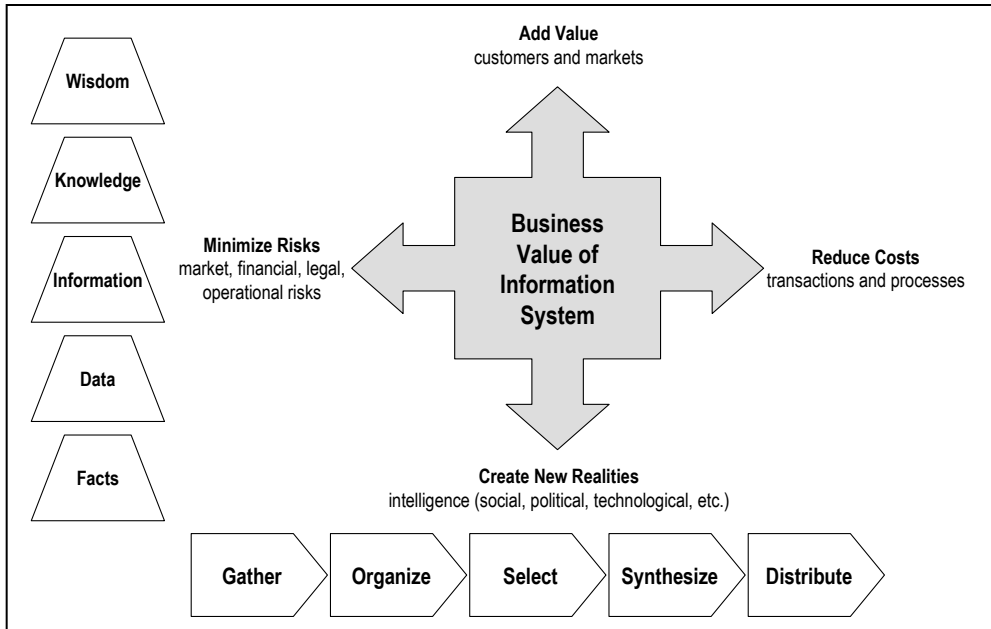 Add Value
customers and markets
Wisdom
Knowledge
Information
Data
Facts
Minimize Risks
market, financial, legal,
operational risks
Business
Value of
Information
System
Reduce Costs
transactions and processes
Create New Realities
intelligence (social, political, technological, etc.)
Gather
Organize
Select
Synthesize
Distribute